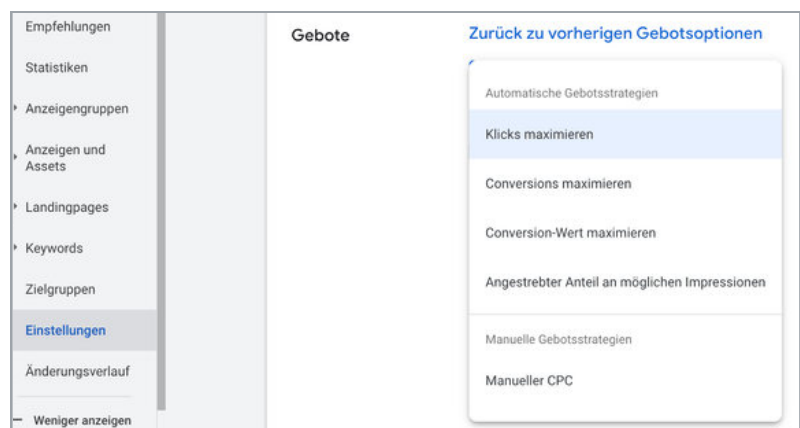 Empfehlungen
Statistiken
Anzeigengruppen
Anzeigen und
Assets
Landingpages
Keywords
Zielgruppen
Einstellungen
Änderungsverlauf
Weniger anzeigen
Gebote
Zurück zu vorherigen Gebotsoptionen
Automatische Gebotsstrategien
Klicks maximieren
Conversions maximieren
Conversion-Wert maximieren
Angestrebter Anteil an möglichen Impressionen
Manuelle Gebotsstrategien
Manueller CPC